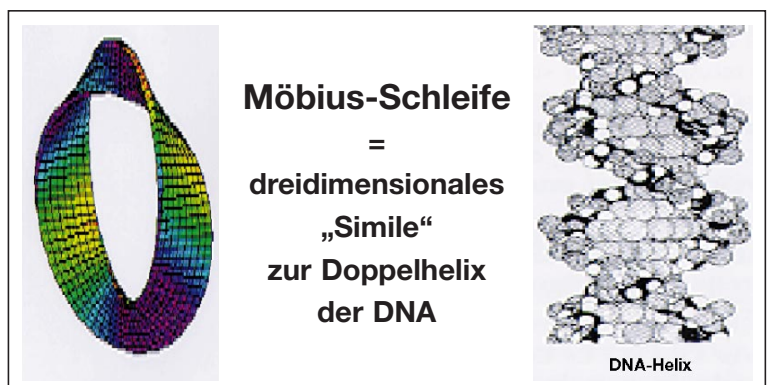 Möbius-Schleife
=
dreidimensionales
„Simile“
zur Doppelhelix
der DNA
DNA-Helix